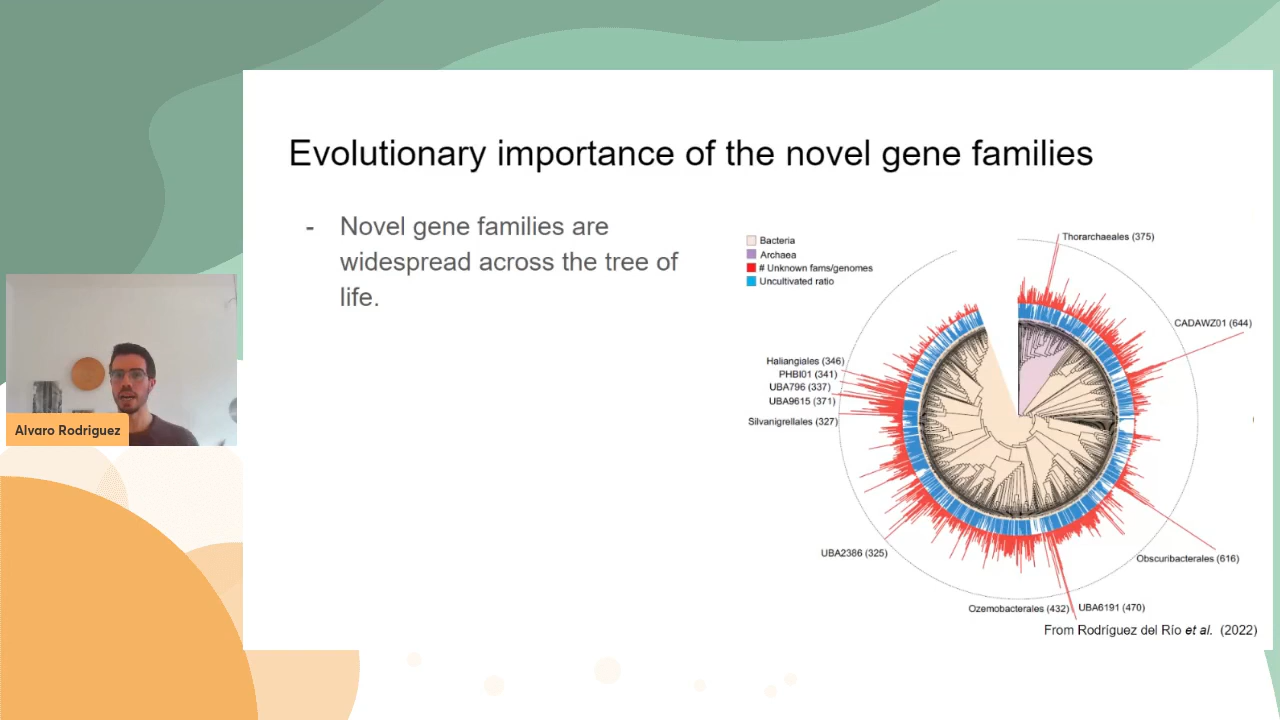 Evolutionary importance of the novel gene families
- Novel gene families are
widespread across the tree of
life.
Bacteria
Archaea
# Unknown fams/genomes
Uncultivated ratio
Thorarchaeales (375)
CADAWZ01 (644)
Haliangiales (346)
PHBI01 (341)
UBA796 (337)
UBA9615 (371)
Silvanigrellales (327)
UBA2386 (325)
Obscuribacterales (616)
Ozemobacterales (432)
UBA6191 (470)
From Rodríguez del Río et al. (2022)
Alvaro Rodriguez